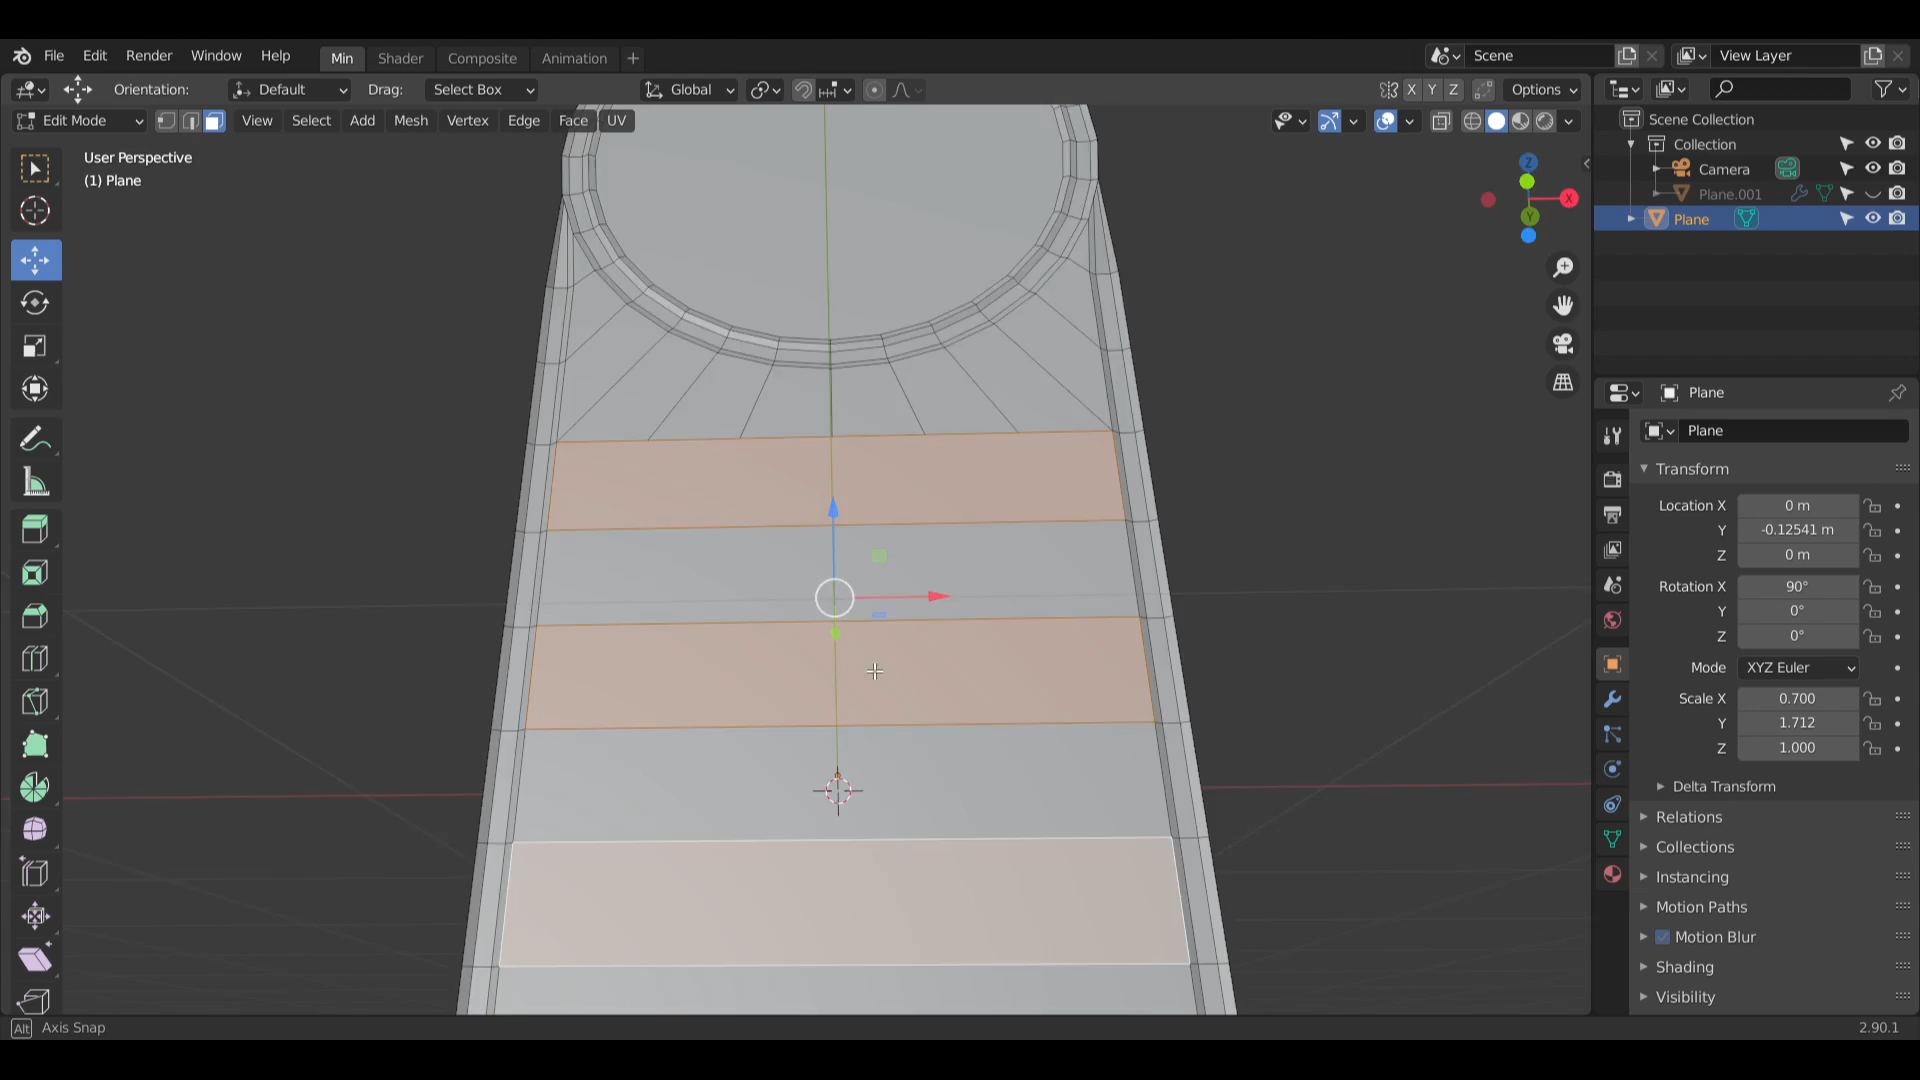 File Edit Render Window Help Min Shader Composite Animation + Scene View Layer
Orientation: Default Drag: Select Box Global X Y Z Options
Edit Mode View Select Add Mesh Vertex Edge Face UV
User Perspective
(1) Plane
Z
X
Y
Scene Collection
Collection
Camera
Plane.001
Plane
Plane
Plane
Transform
Location X 0 m
Y -0.12541 m
Z 0 m
Rotation X 90°
Y 0°
Z 0°
Mode XYZ Euler
Scale X 0.700
Y 1.712
Z 1.000
Delta Transform
Relations
Collections
Instancing
Motion Paths
Motion Blur
Shading
Visibility
Alt Axis Snap
2.90.1